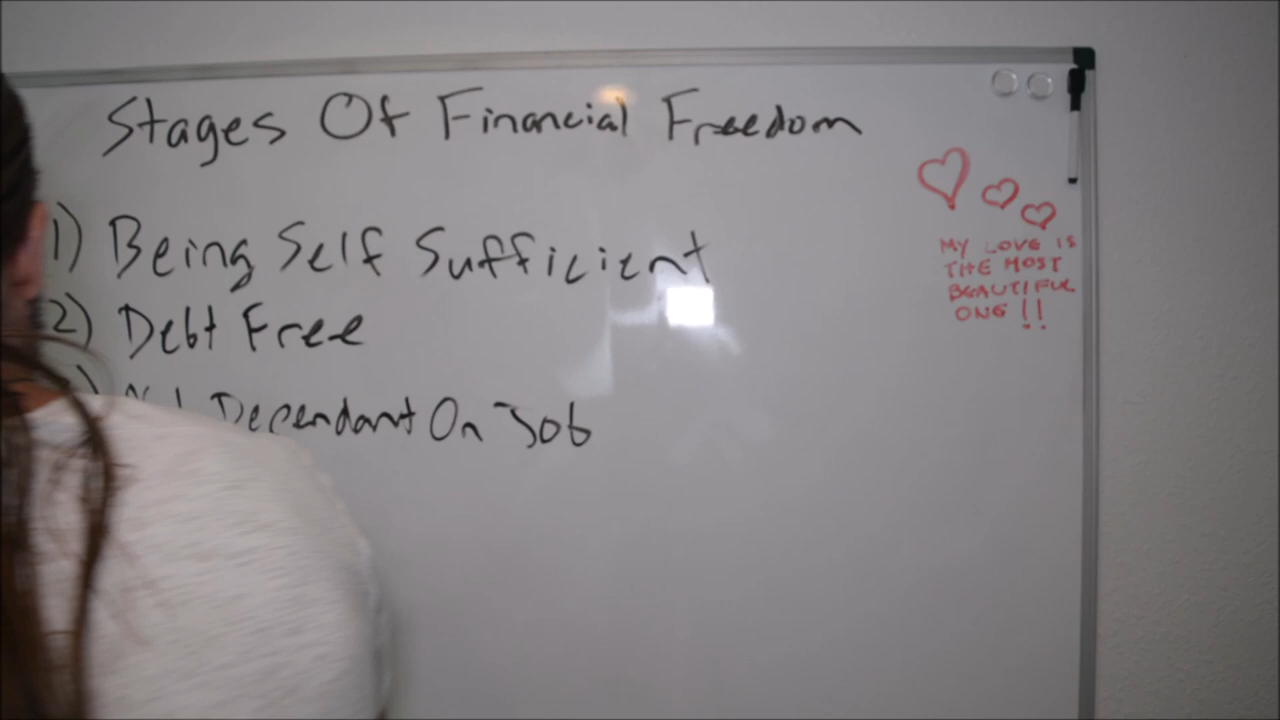 Stages Of Financial Freedom
1) Being Self Sufficient
2) Debt Free
) Dependant On Job
MY LOVE IS
THE MOST
BEAUTIFUL
ONE !!